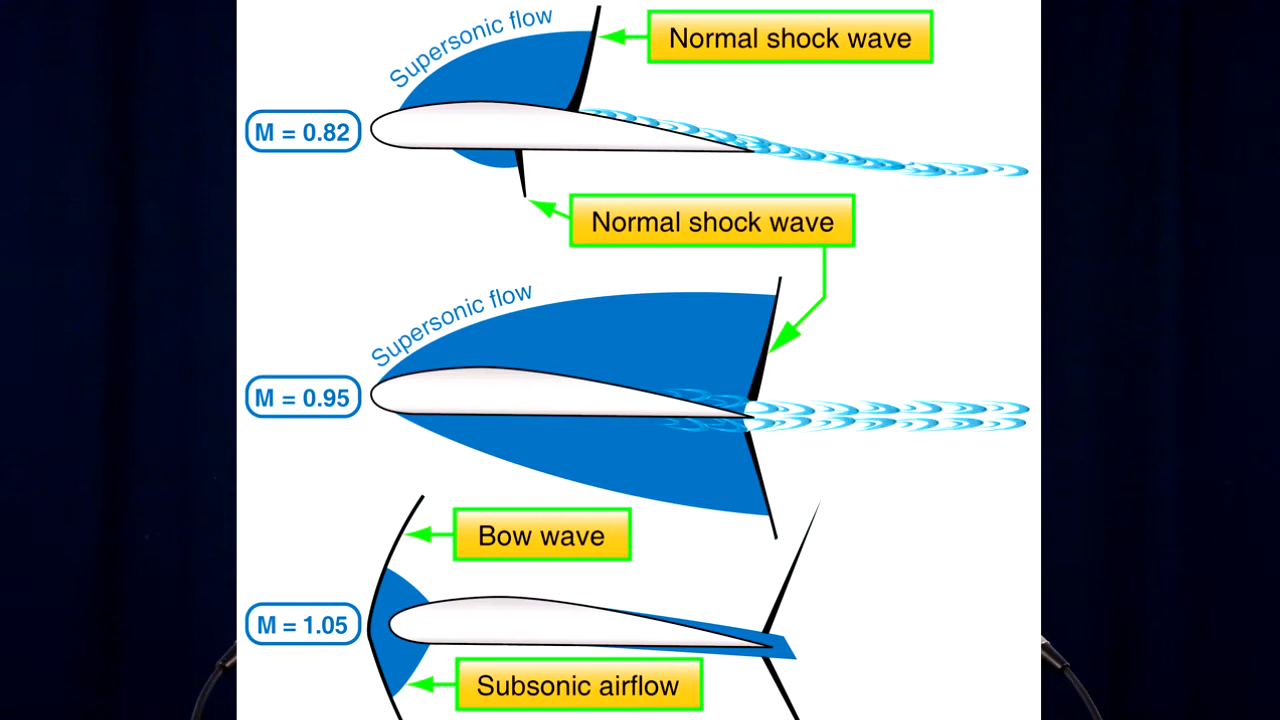 Supersonic flow
Normal shock wave
M = 0.82
Normal shock wave
Supersonic flow
M = 0.95
Bow wave
M = 1.05
Subsonic airflow